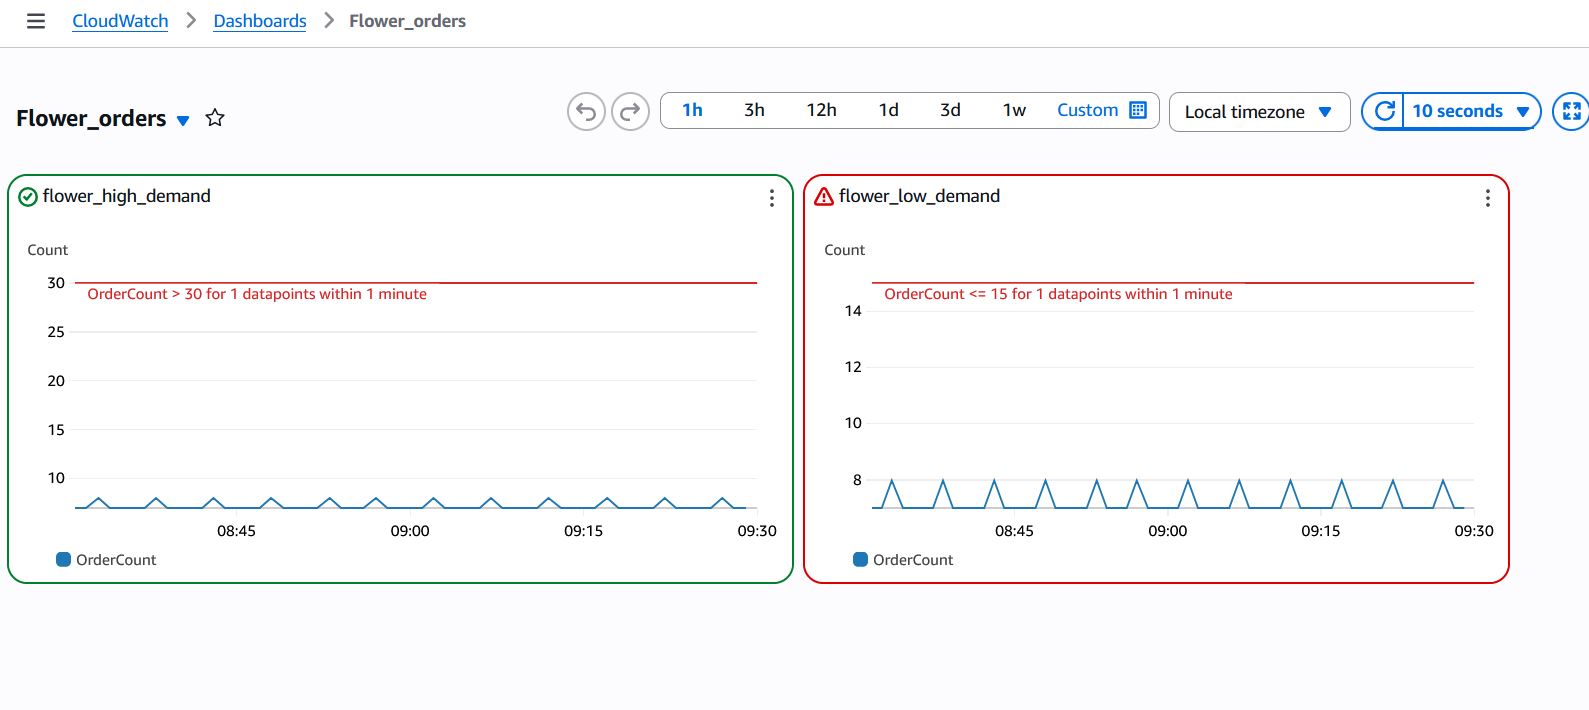 CloudWatch > Dashboards > Flower_orders
Flower_orders
1h 3h 12h 1d 3d 1w Custom
Local timezone
10 seconds
flower_high_demand
Count
30
OrderCount > 30 for 1 datapoints within 1 minute
25
20
15
10
08:45 09:00 09:15 09:30
OrderCount
flower_low_demand
Count
OrderCount <= 15 for 1 datapoints within 1 minute
14
12
10
8
08:45 09:00 09:15 09:30
OrderCount